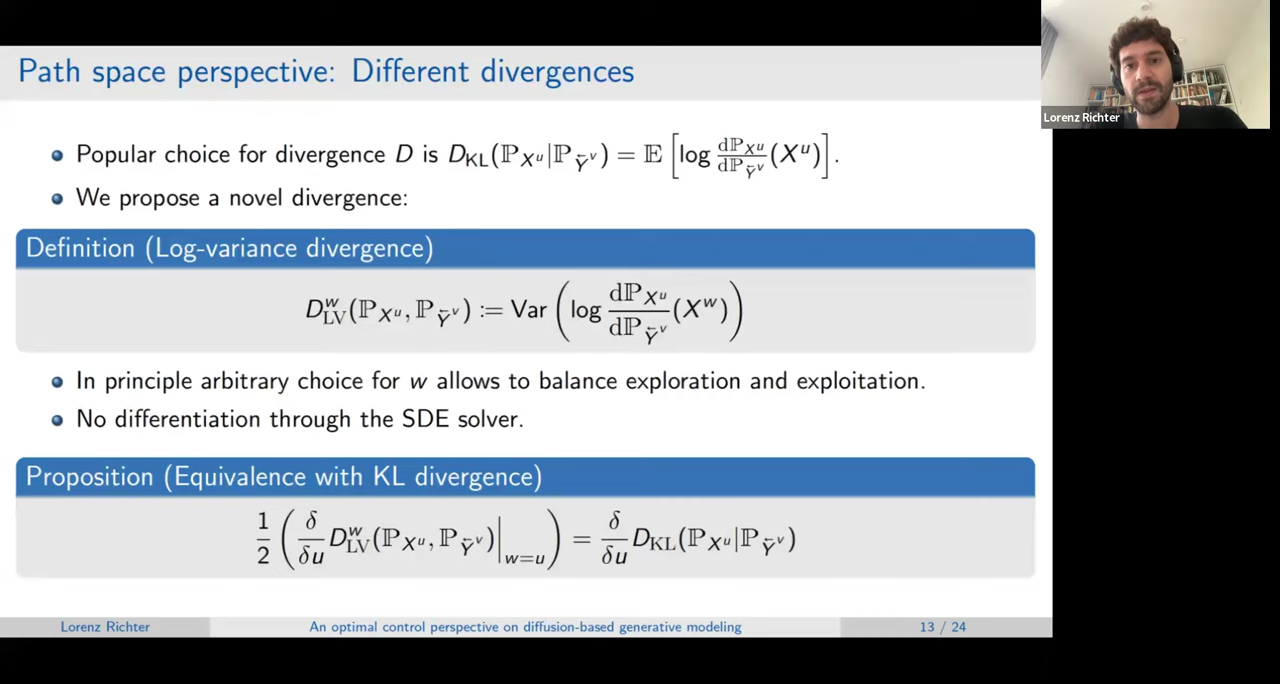 Path space perspective: Different divergences
Lorenz Richter
Popular choice for divergence D is D_KL(ℙ_{X^u}|ℙ_{Y⃖^v}) = 𝔼 [log dℙ_{X^u}/dℙ_{Y⃖^v} (X^u)].
We propose a novel divergence:
Definition (Log-variance divergence)
D^w_LV(ℙ_{X^u}, ℙ_{Y⃖^v}) := Var (log dℙ_{X^u}/dℙ_{Y⃖^v} (X^w))
In principle arbitrary choice for w allows to balance exploration and exploitation.
No differentiation through the SDE solver.
Proposition (Equivalence with KL divergence)
1/2 (δ/δu D^w_LV(ℙ_{X^u}, ℙ_{Y⃖^v})|_{w=u}) = δ/δu D_KL(ℙ_{X^u}|ℙ_{Y⃖^v})
Lorenz Richter An optimal control perspective on diffusion-based generative modeling 13 / 24